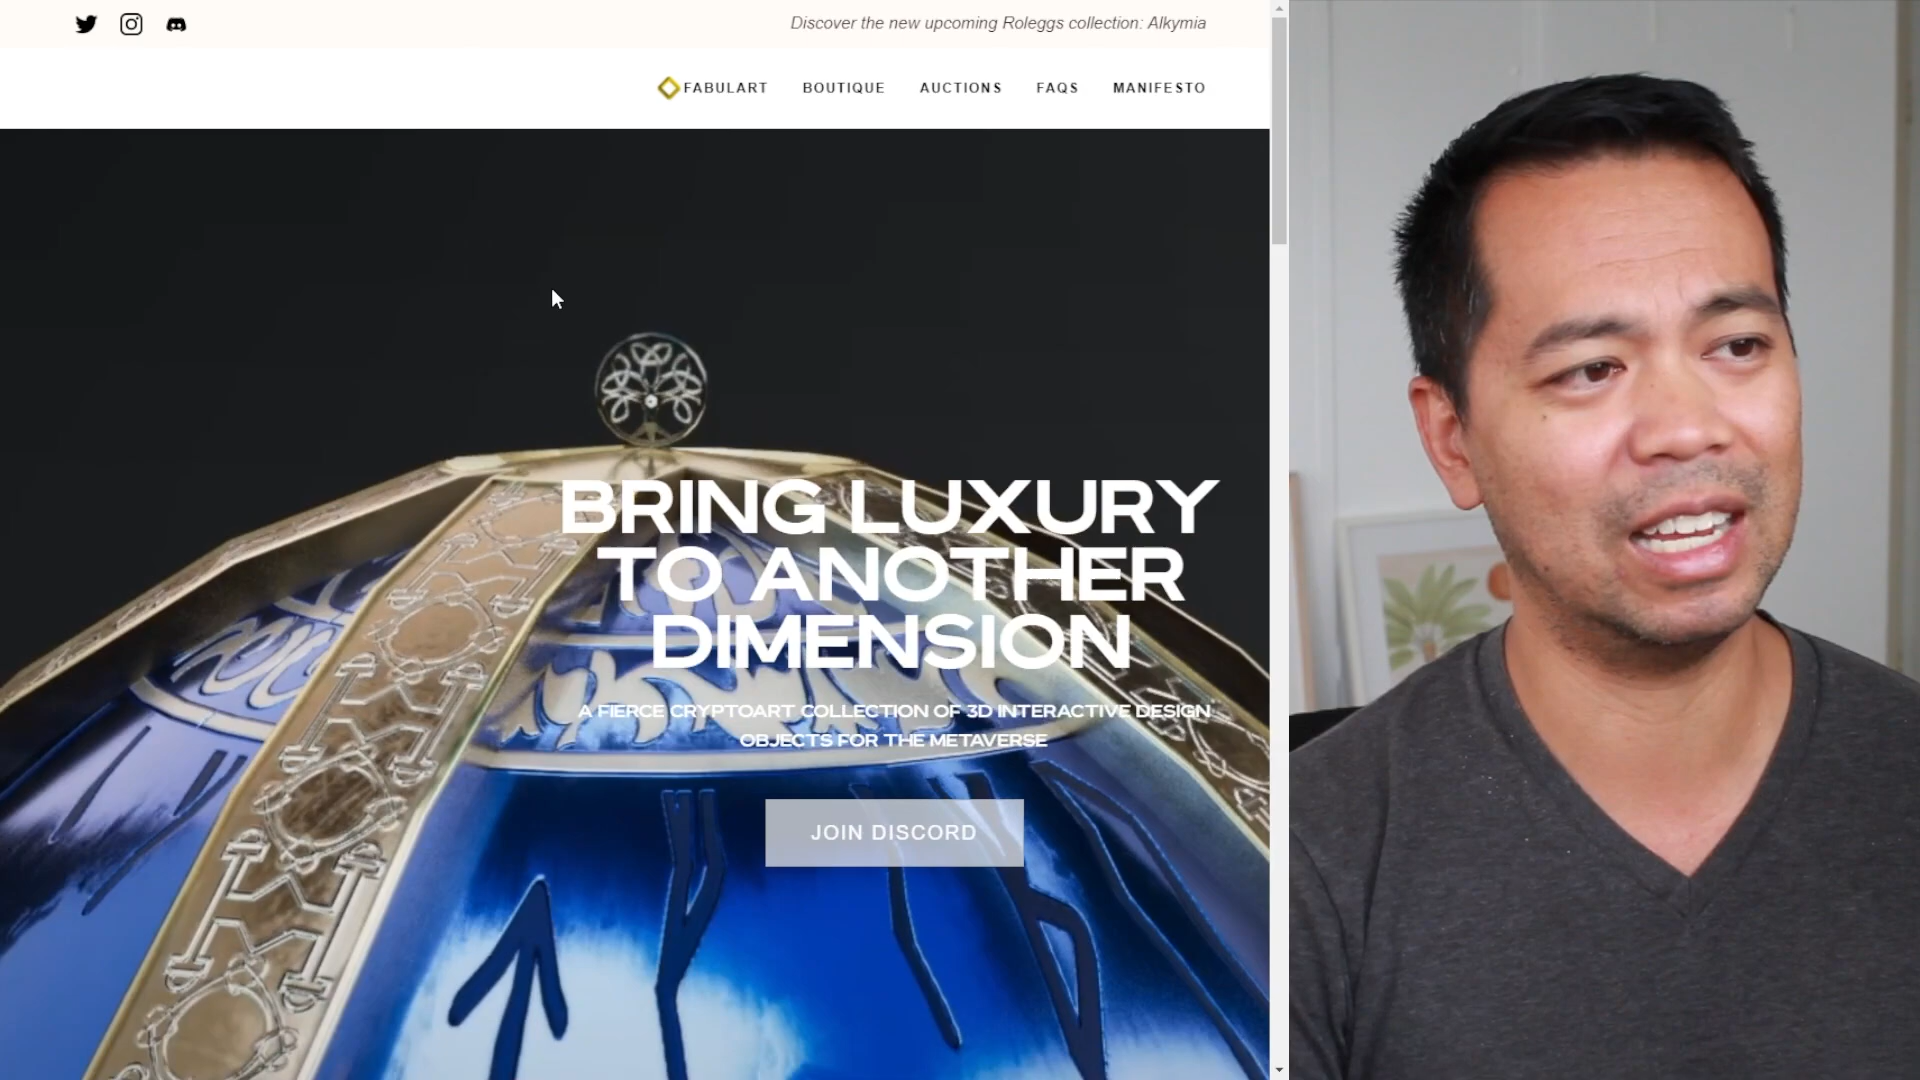 Discover the new upcoming Roleggs collection: Alkymia
FABULART BOUTIQUE AUCTIONS FAQS MANIFESTO
BRING LUXURY
TO ANOTHER
DIMENSION
A FIERCE CRYPTOART COLLECTION OF 3D INTERACTIVE DESIGN
OBJECTS FOR THE METAVERSE
JOIN DISCORD